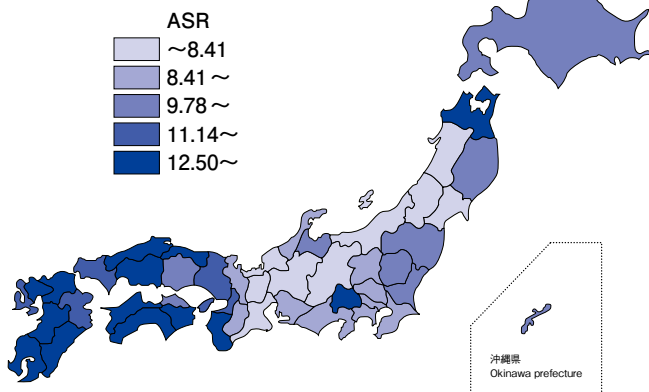 ASR
～8.41
8.41～
9.78～
11.14～
12.50～
沖縄県
Okinawa prefecture